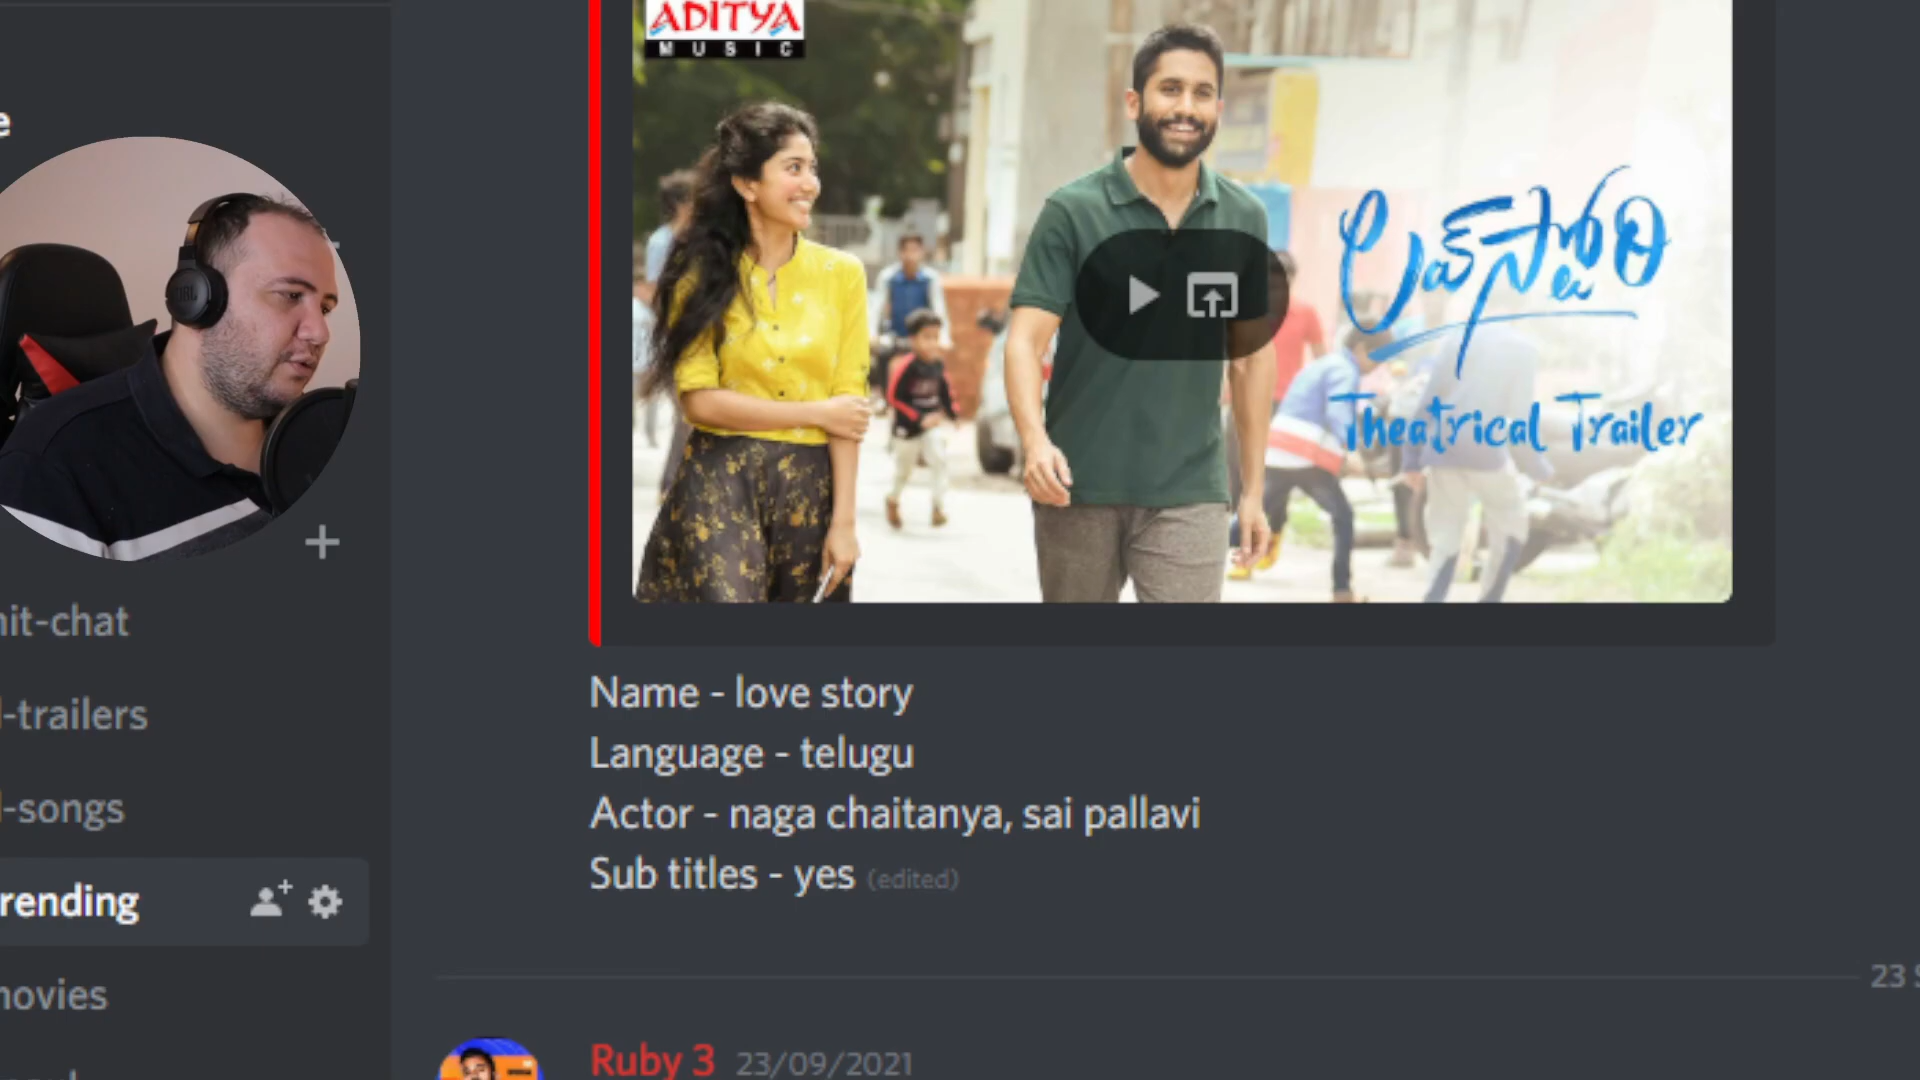 ADITYA
MUSIC
లవ్ స్టోరి
Theatrical Trailer
e
JBL
hit-chat
-trailers
-songs
rending
novies
Name - love story
Language - telugu
Actor - naga chaitanya, sai pallavi
Sub titles - yes (edited)
23 S
Ruby 3 23/09/2021